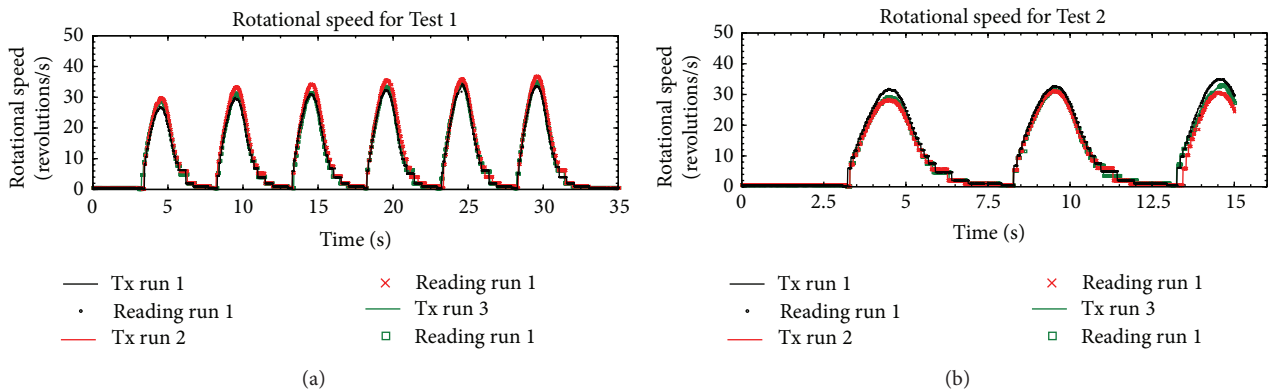 Rotational speed for Test 1
50
40
30
20
10
0
Rotational speed
(revolutions/s)
0 5 10 15 20 25 30 35
Time (s)
Tx run 1
Reading run 1
Tx run 2
Reading run 1
Tx run 3
Reading run 1
(a)
Rotational speed for Test 2
50
40
30
20
10
0
Rotational speed
(revolutions/s)
0 2.5 5 7.5 10 12.5 15
Time (s)
Tx run 1
Reading run 1
Tx run 2
Reading run 1
Tx run 3
Reading run 1
(b)